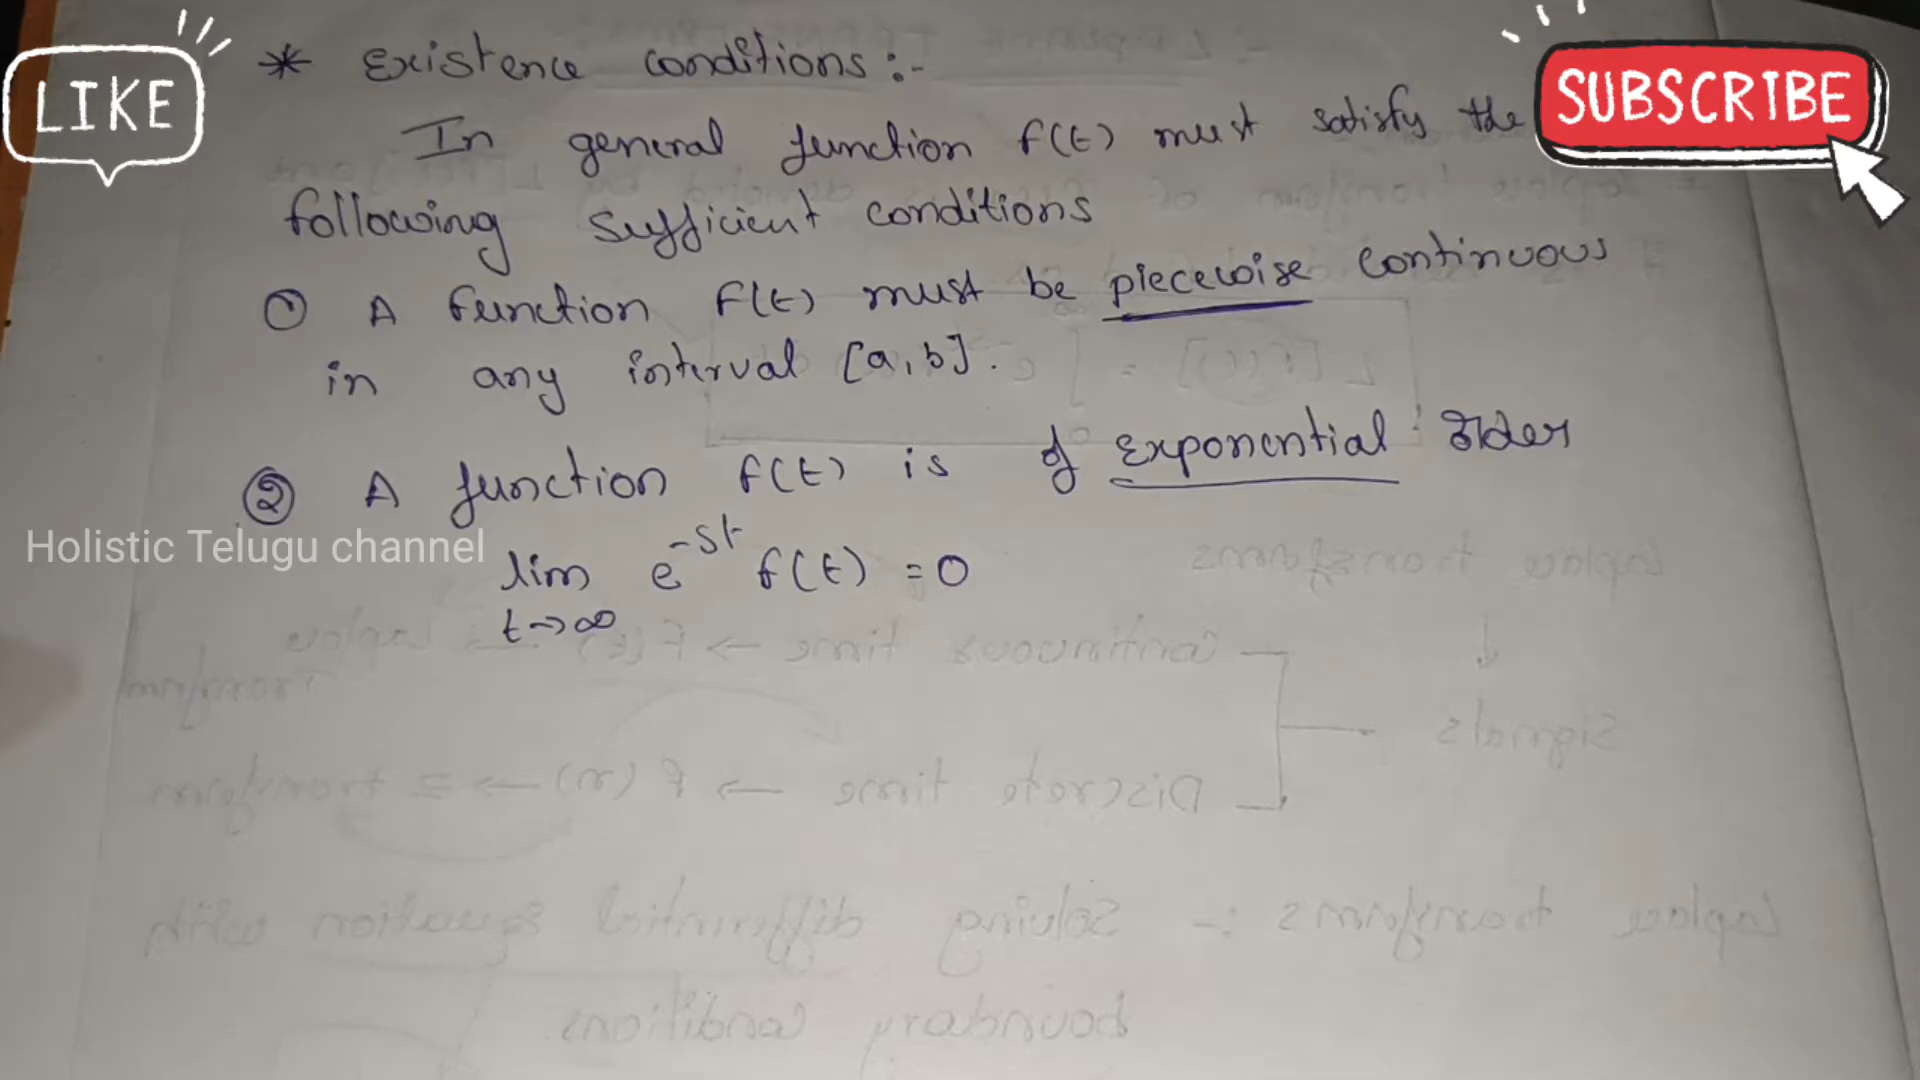 LIKE
SUBSCRIBE
* Existence conditions :-
In general function f(t) must satisfy the
following sufficient conditions
① A function F(t) must be piecewise continuous
in any interval [a, b].
② A function f(t) is of exponential order
Holistic Telugu channel
lim e^-st f(t) = 0
t→∞